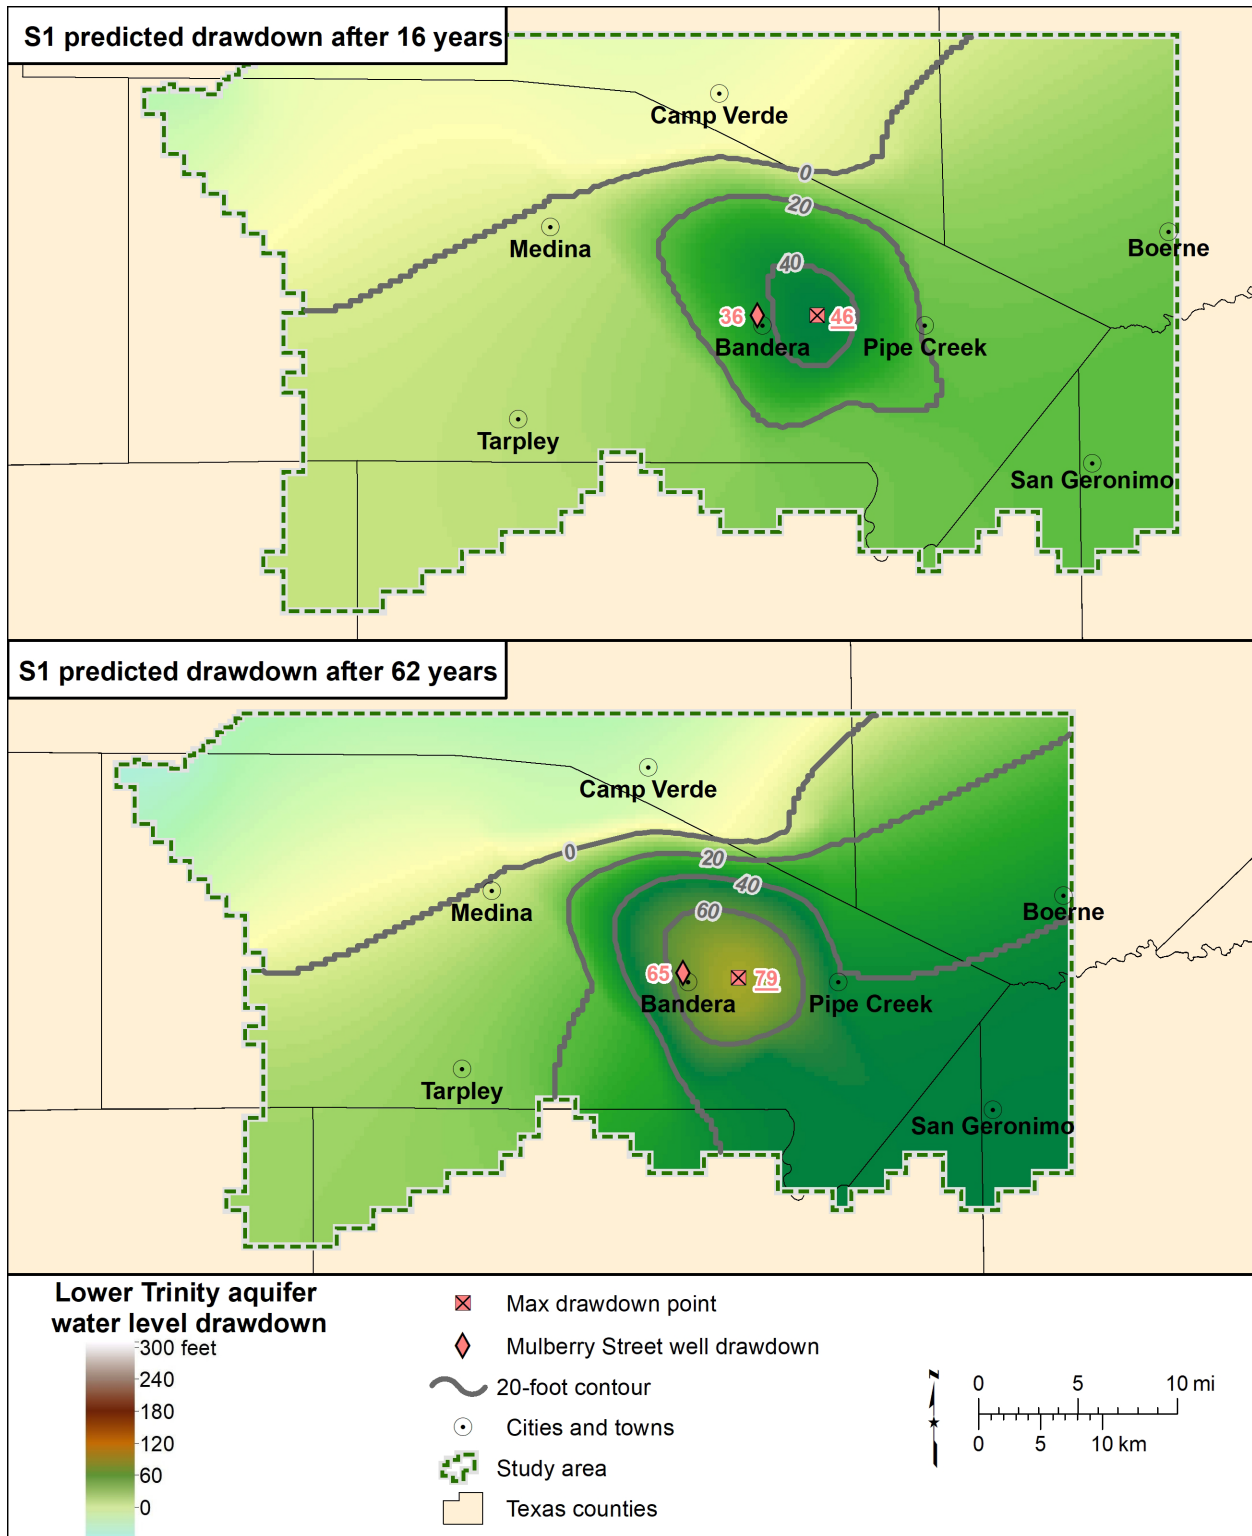 S1 predicted drawdown after 16 years
Camp Verde
0
20
Medina
Boerne
40
36
46
Bandera
Pipe Creek
Tarpley
San Geronimo
S1 predicted drawdown after 62 years
Camp Verde
0
20
40
Medina
60
Boerne
65
79
Bandera
Pipe Creek
Tarpley
San Geronimo
Lower Trinity aquifer
water level drawdown
300 feet
240
180
120
60
0
Max drawdown point
Mulberry Street well drawdown
20-foot contour
Cities and towns
Study area
Texas counties
N
0 5 10 mi
0 5 10 km